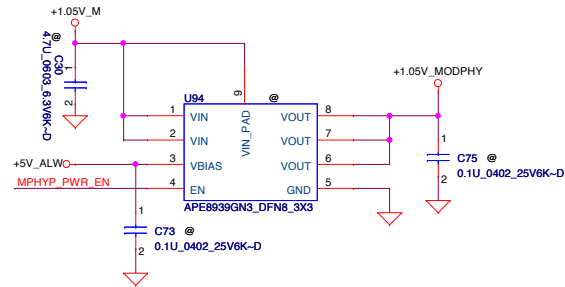 +1.05V_M
@
C30
4.7U_0603_6.3V6K~D
1
2
+1.05V_MODPHY
U94
@
9
VIN_PAD
1 VIN VOUT 8
2 VIN VOUT 7
3 VBIAS VOUT 6
4 EN GND 5
APE8939GN3_DFN8_3X3
+5V_ALW
MPHYP_PWR_EN
1
C73 @
2
0.1U_0402_25V6K~D
1
C75 @
0.1U_0402_25V6K~D
2